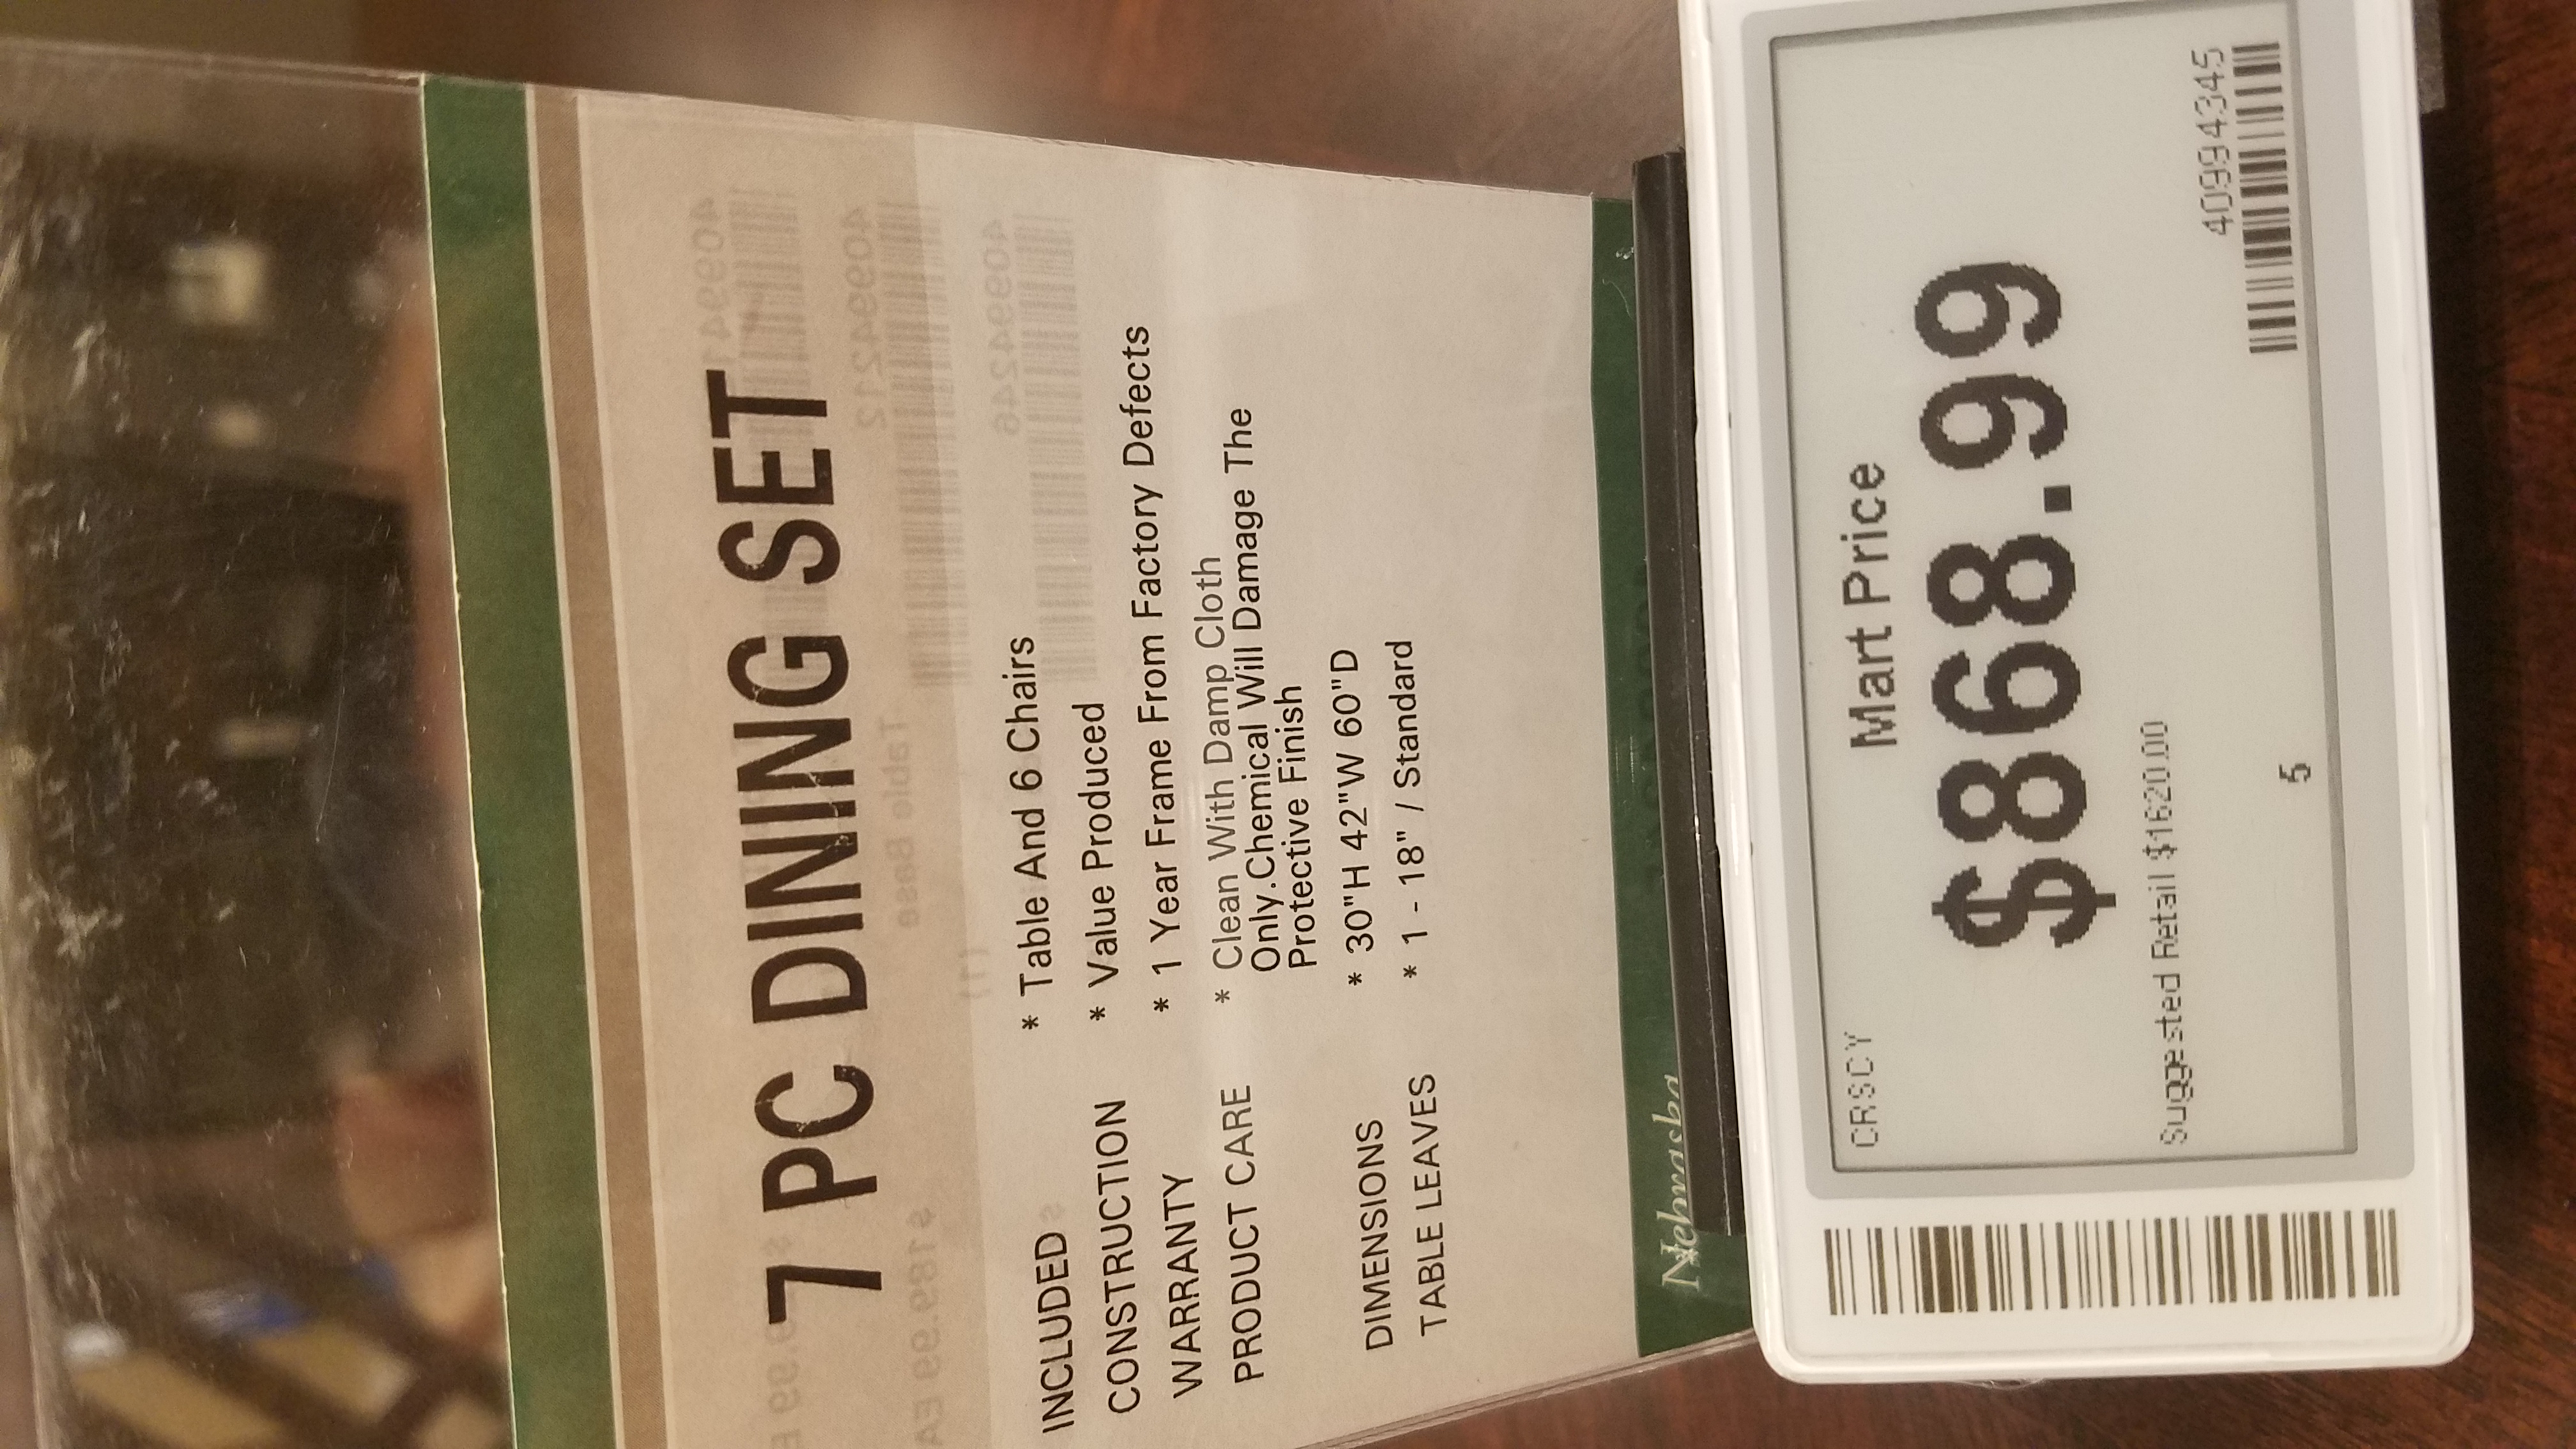 7 PC DINING SET
INCLUDED * Table And 6 Chairs
CONSTRUCTION * Value Produced
WARRANTY * 1 Year Frame From Factory Defects
PRODUCT CARE * Clean With Damp Cloth
Only.Chemical Will Damage The
Protective Finish
DIMENSIONS * 30"H 42"W 60"D
TABLE LEAVES * 1 - 18" / Standard
Nebraska
CRSCY
Mart Price
$868.99
Suggested Retail $1620.00
40994345
5